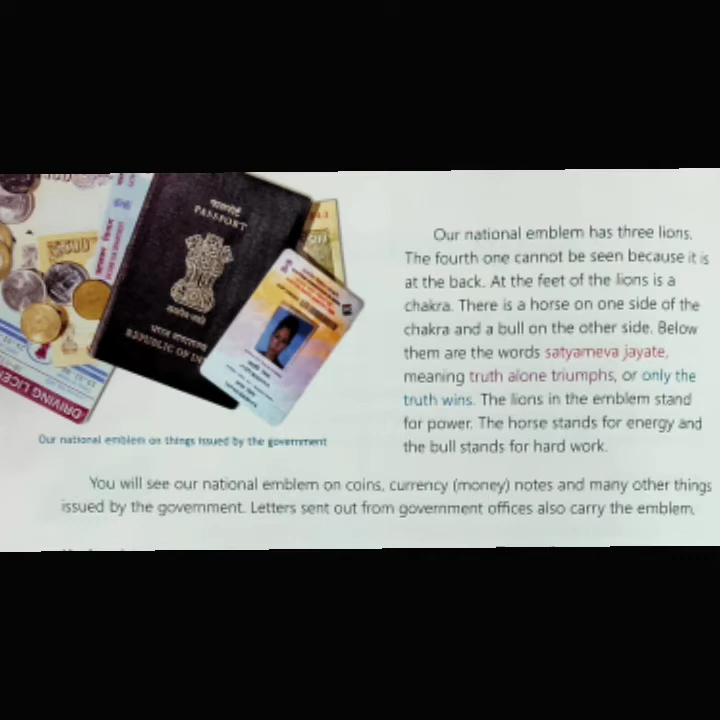 पासपोर्ट
PASSPORT
भारत गणराज्य
REPUBLIC OF IN
DRIVING LICE
500
Our national emblem on things issued by the government
Our national emblem has three lions.
The fourth one cannot be seen because it is
at the back. At the feet of the lions is a
chakra. There is a horse on one side of the
chakra and a bull on the other side. Below
them are the words satyameva jayate,
meaning truth alone triumphs, or only the
truth wins. The lions in the emblem stand
for power. The horse stands for energy and
the bull stands for hard work.
You will see our national emblem on coins, currency (money) notes and many other things
issued by the government. Letters sent out from government offices also carry the emblem.